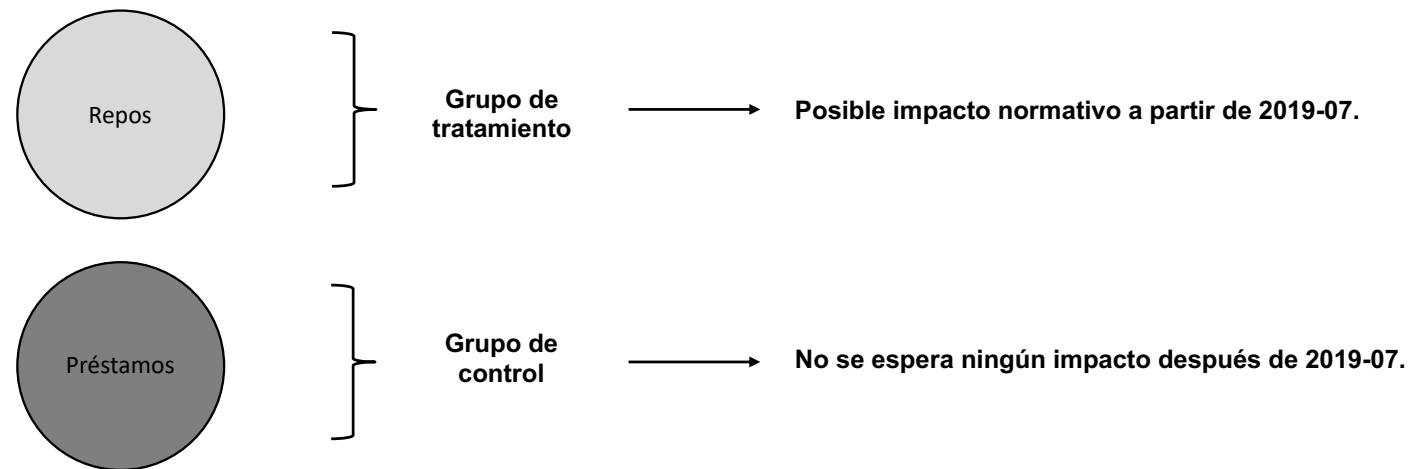 Repos
Grupo de
tratamiento
Posible impacto normativo a partir de 2019-07.
Préstamos
Grupo de
control
No se espera ningún impacto después de 2019-07.